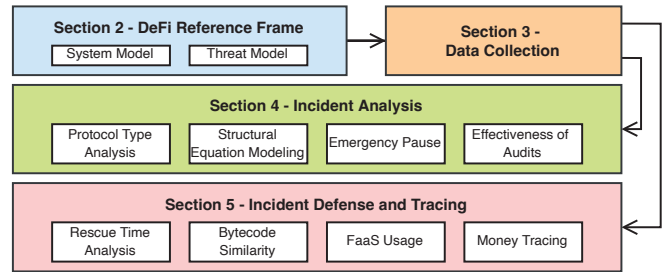 Section 2 - DeFi Reference Frame
System Model
Threat Model
Section 3 -
Data Collection
Section 4 - Incident Analysis
Protocol Type
Analysis
Structural
Equation Modeling
Emergency Pause
Effectiveness of
Audits
Section 5 - Incident Defense and Tracing
Rescue Time
Analysis
Bytecode
Similarity
FaaS Usage
Money Tracing